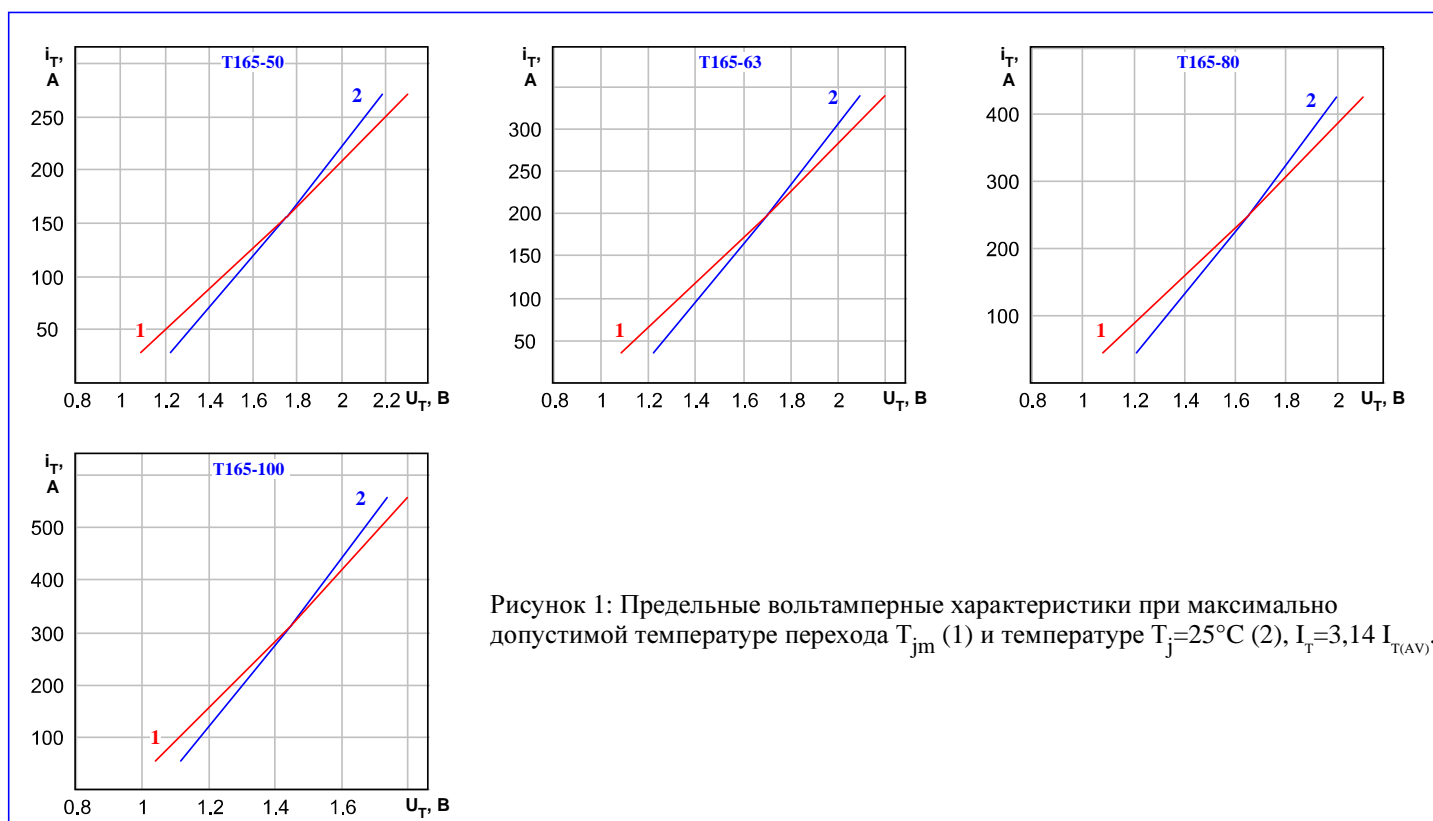 iT,
A
T165-50
2
250
200
150
100
1
50
0.8 1 1.2 1.4 1.6 1.8 2 2.2 UT, В
iT,
A
T165-63
2
300
250
200
150
100
1
50
0.8 1 1.2 1.4 1.6 1.8 2 UT, В
iT,
A
T165-80
2
400
300
200
100
1
0.8 1 1.2 1.4 1.6 1.8 2 UT, В
iT,
A
T165-100
2
500
400
300
200
100
1
0.8 1 1.2 1.4 1.6 UT, В
Рисунок 1: Предельные вольтамперные характеристики при максимально
допустимой температуре перехода Tjm (1) и температуре Tj=25°C (2), IT=3,14 IT(AV).